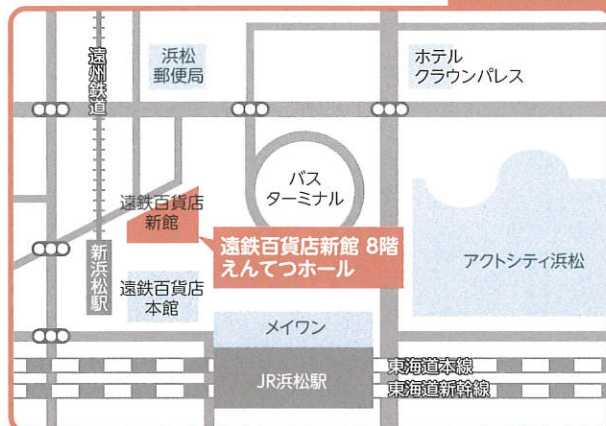 遠州鉄道
浜松
郵便局
ホテル
クラウンパレス
バス
ターミナル
遠鉄百貨店
新館
遠鉄百貨店新館 8階
えんてつホール
アクトシティ浜松
新浜松駅
遠鉄百貨店
本館
メイワン
JR浜松駅
東海道本線
東海道新幹線